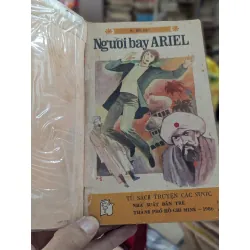 Người bay ARIEL
TỦ SÁCH TRUYỆN CÁC NƯỚC
NHÀ XUẤT BẢN TRẺ
THÀNH PHỐ HỒ CHÍ MINH -